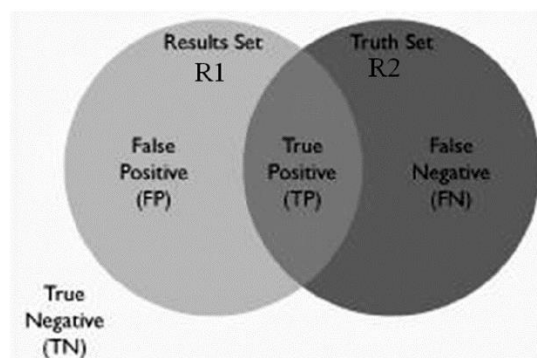 Results Set
R1
Truth Set
R2
False
Positive
(FP)
True
Positive
(TP)
False
Negative
(FN)
True
Negative
(TN)